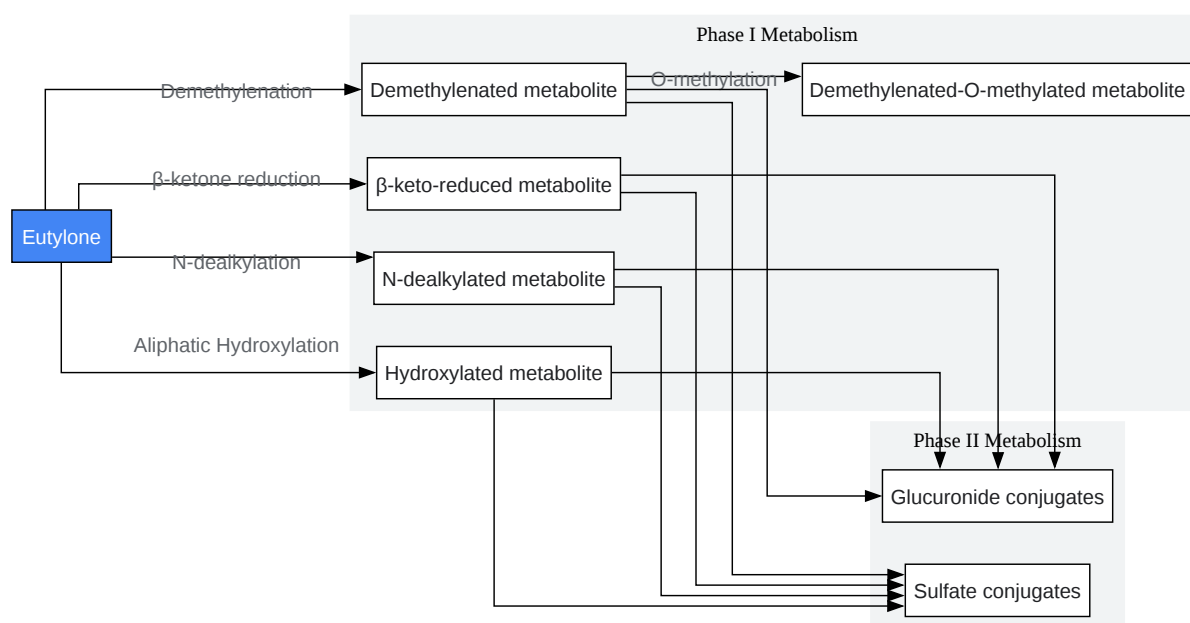 Phase I Metabolism
Demethylenation
Demethylenated metabolite
O-methylation
Demethylenated-O-methylated metabolite
β-ketone reduction
β-keto-reduced metabolite
Eutylone
N-dealkylation
N-dealkylated metabolite
Aliphatic Hydroxylation
Hydroxylated metabolite
Phase II Metabolism
Glucuronide conjugates
Sulfate conjugates